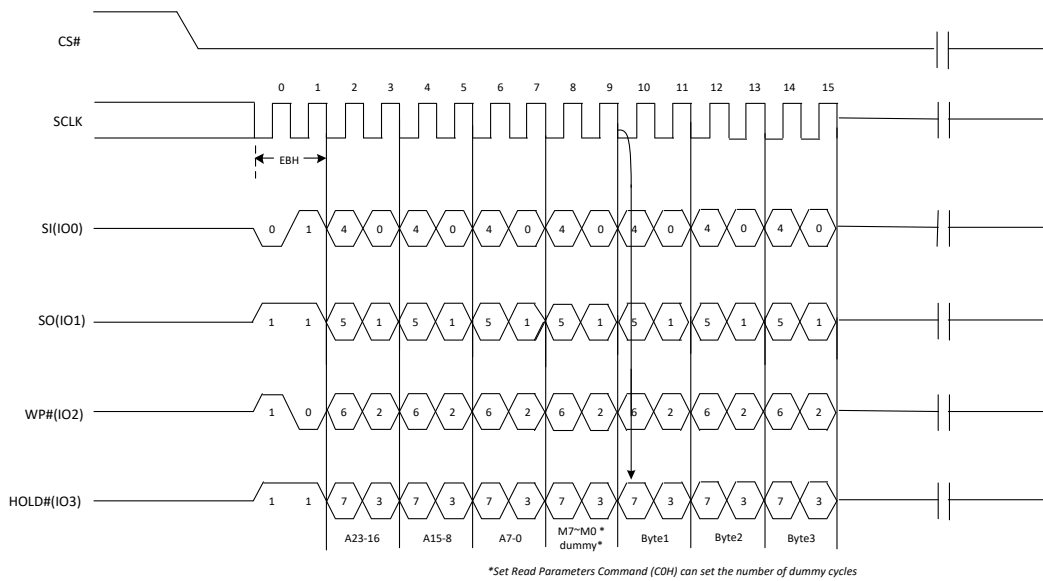 CS#
0 1 2 3 4 5 6 7 8 9 10 11 12 13 14 15
SCLK
EBH
SI(IO0) 0 1 4 0 4 0 4 0 4 0 4 0 4 0 4 0
SO(IO1) 1 1 5 1 5 1 5 1 5 1 5 1 5 1 5 1
WP#(IO2) 1 0 6 2 6 2 6 2 6 2 6 2 6 2 6 2
HOLD#(IO3) 1 1 7 3 7 3 7 3 7 3 7 3 7 3 7 3
A23-16 A15-8 A7-0 M7~M0 * Byte1 Byte2 Byte3
dummy*
*Set Read Parameters Command (C0H) can set the number of dummy cycles